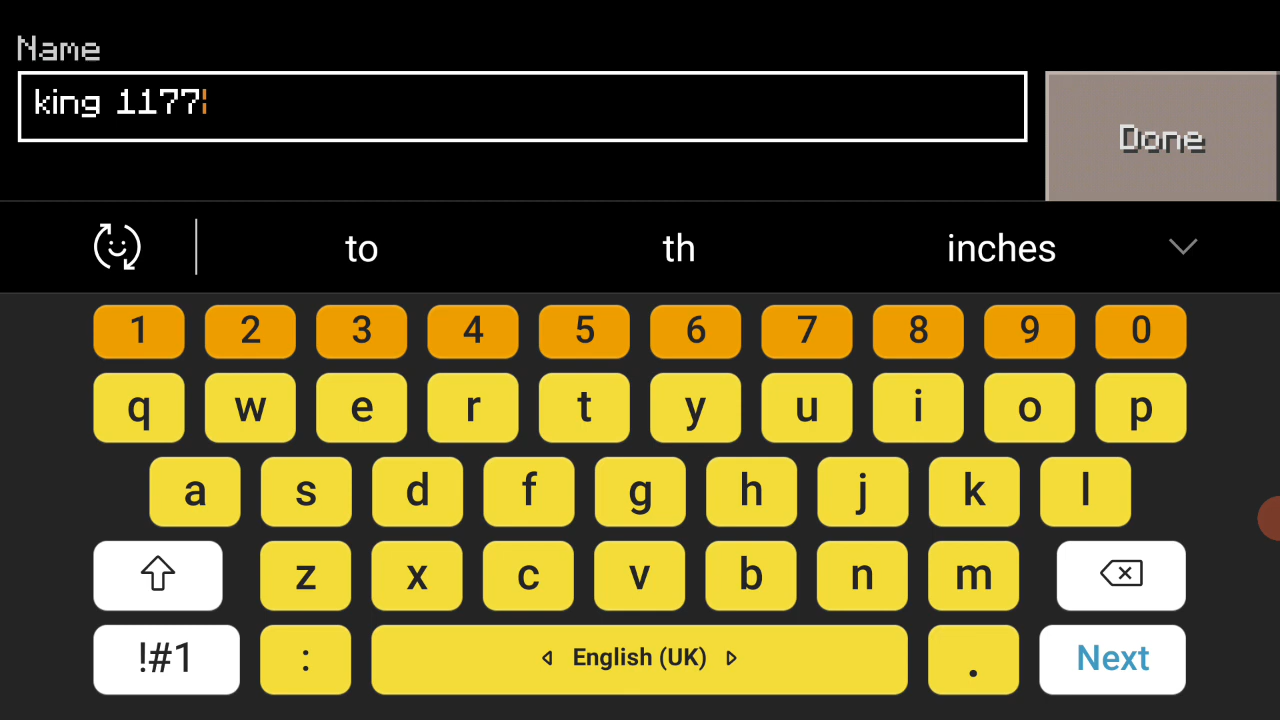 Name
king 1177
Done
to th inches
1 2 3 4 5 6 7 8 9 0
q w e r t y u i o p
a s d f g h j k l
z x c v b n m
!#1 : English (UK) . Next